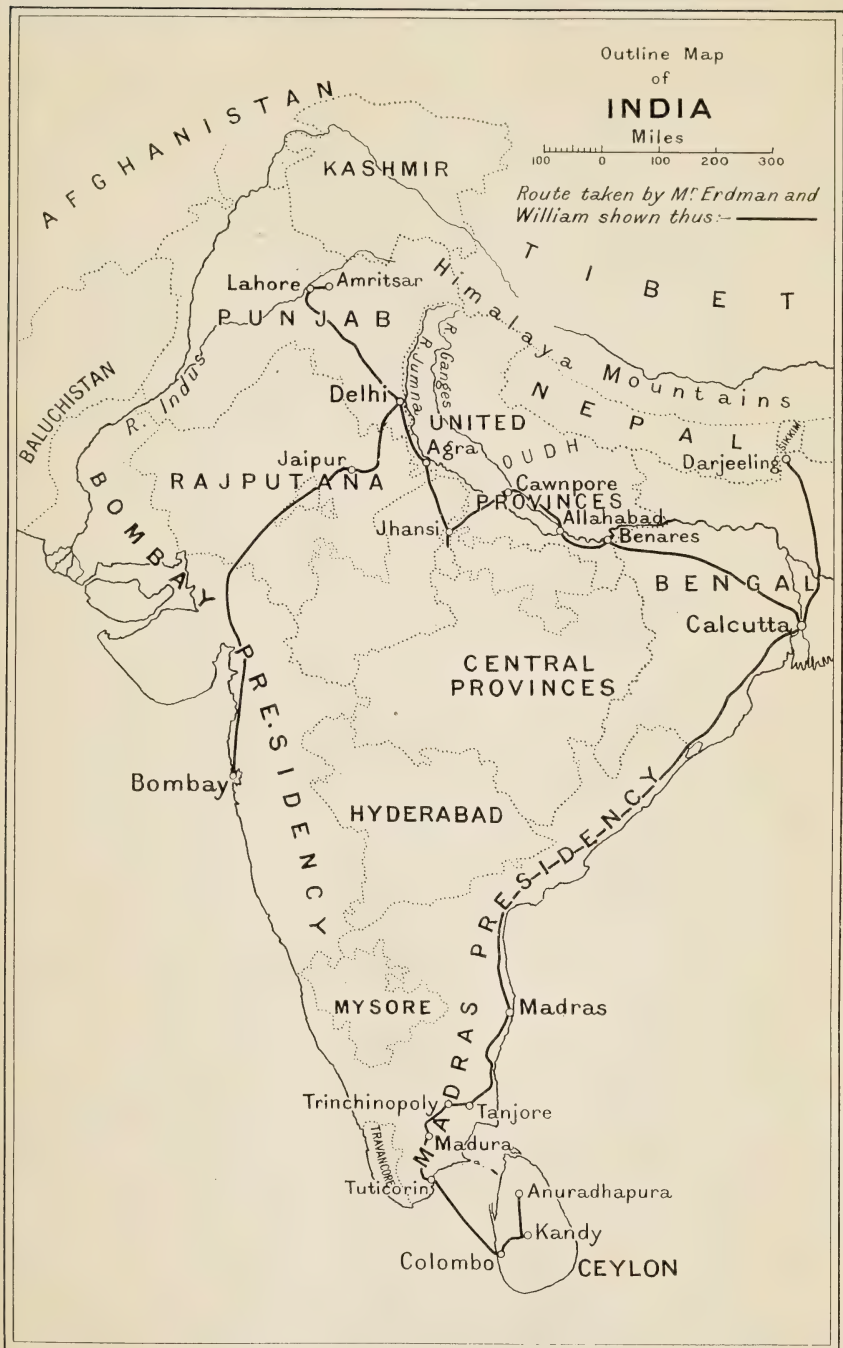 Outline Map
of
INDIA
Miles
100 0 100 200 300
Route taken by Mr. Erdman and
William shown thus:-
AFGHANISTAN
KASHMIR
TIBET
Himalaya Mountains
Lahore
Amritsar
PUNJAB
R. Indus
BALUCHISTAN
R. Jumna
R. Ganges
NEPAL
SIKKIM
Delhi
UNITED
PROVINCES
Agra
OUDH
Darjeeling
Jaipur
RAJPUTANA
Cawnpore
Allahabad
Jhansi
Benares
BENGAL
Calcutta
BOMBAY PRESIDENCY
CENTRAL
PROVINCES
Bombay
HYDERABAD
MADRAS PRESIDENCY
MYSORE
Madras
Trinchinopoly
Tanjore
TRAVANCORE
Madura
Tuticorin
Anuradhapura
Kandy
Colombo
CEYLON